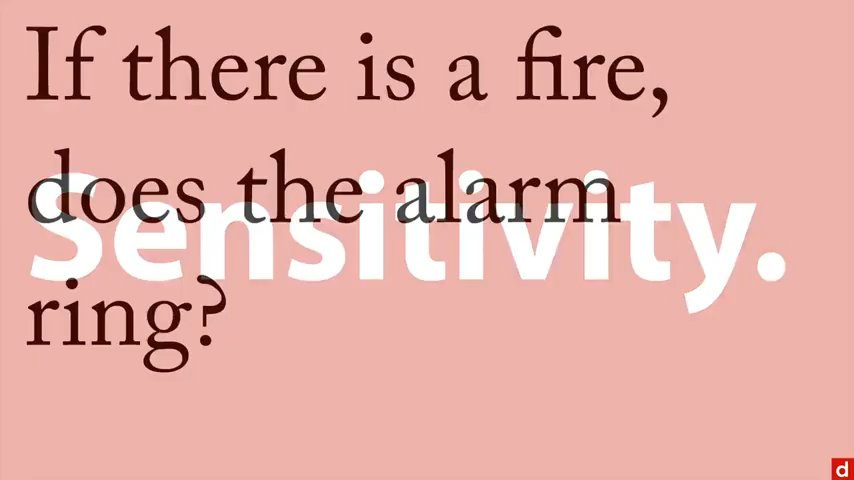 If there is a fire,
does the alarm
Sensitivity.
ring?
d